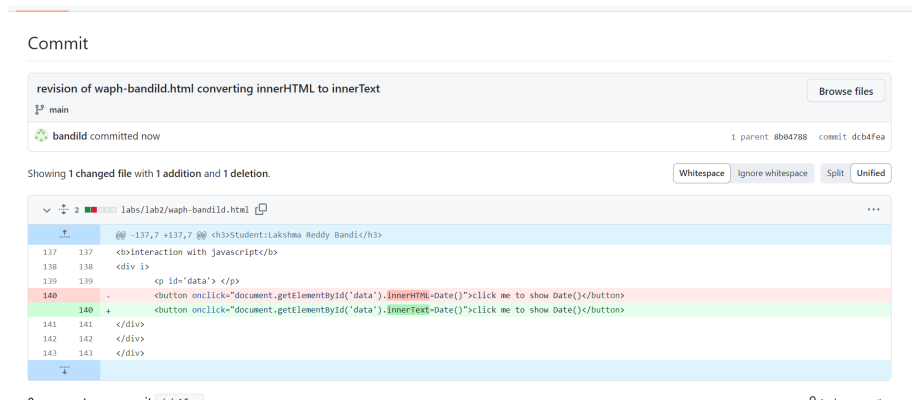 Commit
revision of waph-bandild.html converting innerHTML to innerText
Browse files
main
bandild committed now
1 parent 8b04788 commit dcb4fea
Showing 1 changed file with 1 addition and 1 deletion.
Whitespace Ignore whitespace Split Unified
2 labs/lab2/waph-bandild.html
@@ -137,7 +137,7 @@ <h3>Student:Lakshma Reddy Bandi</h3>
137 137 <b>interaction with javascript</b>
138 138 <div i>
139 139 <p id='data'> </p>
140 - <button onclick="document.getElementById('data').innerHTML=Date()">click me to show Date()</button>
140 + <button onclick="document.getElementById('data').innerText=Date()">click me to show Date()</button>
141 141 </div>
142 142 </div>
143 143 </div>